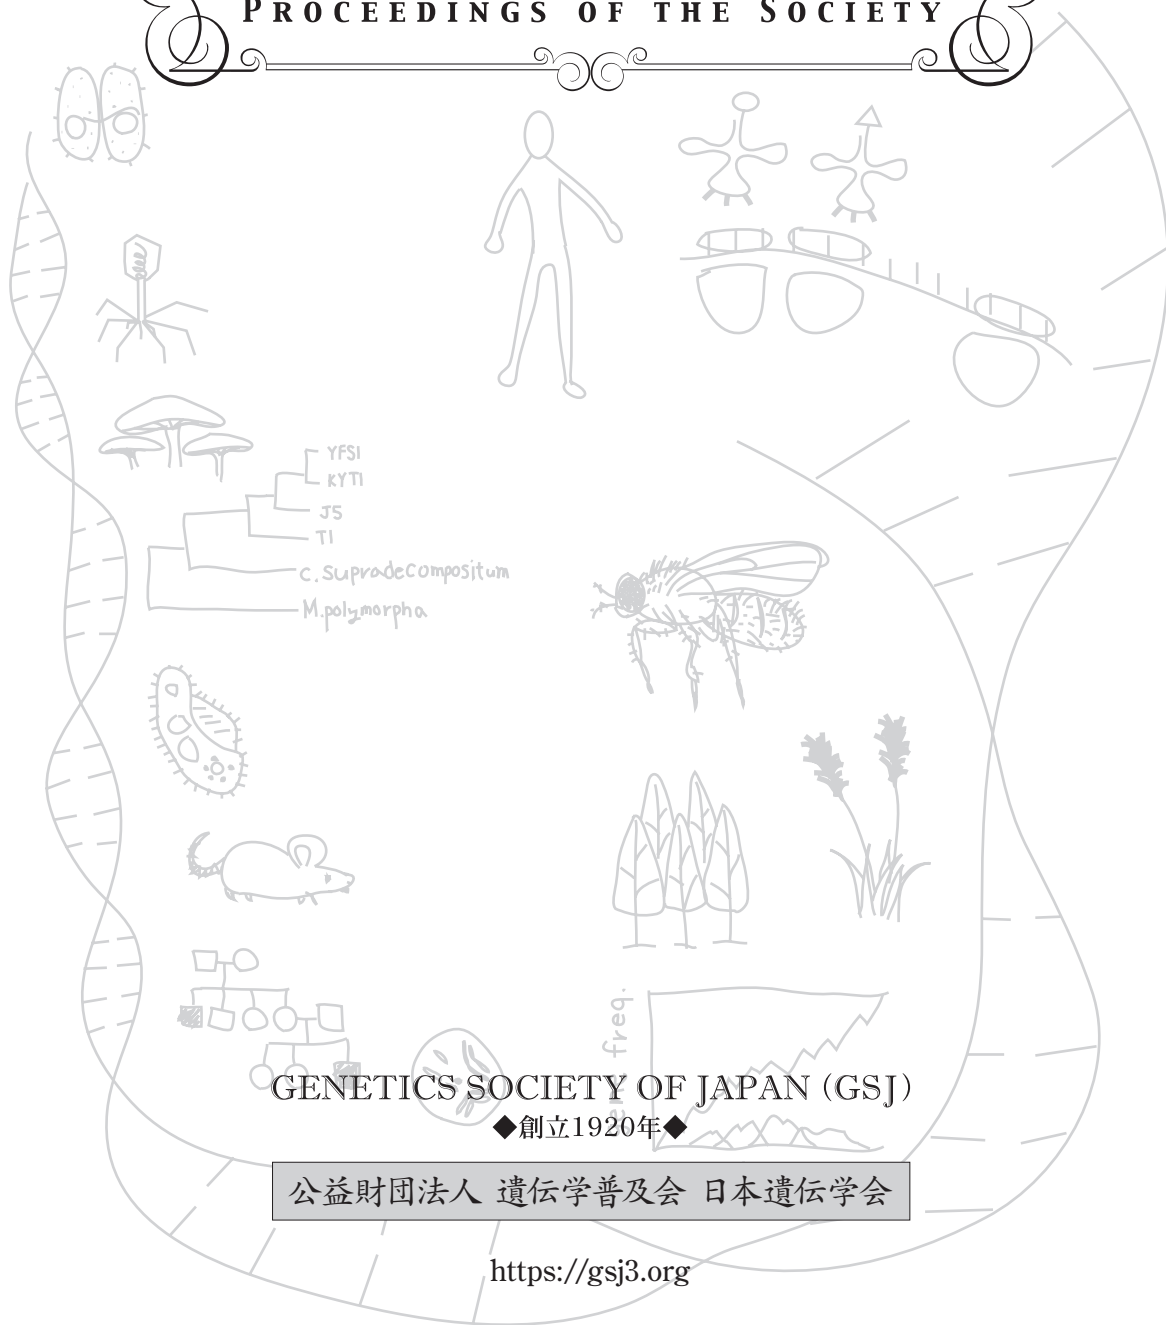 PROCEEDINGS OF THE SOCIETY
YFS1
KYT1
J5
T1
C. supradecompositum
M.polymorpha
freq.
GENETICS SOCIETY OF JAPAN (GSJ)
◆創立1920年◆
公益財団法人 遺伝学普及会 日本遺伝学会
https://gsj3.org